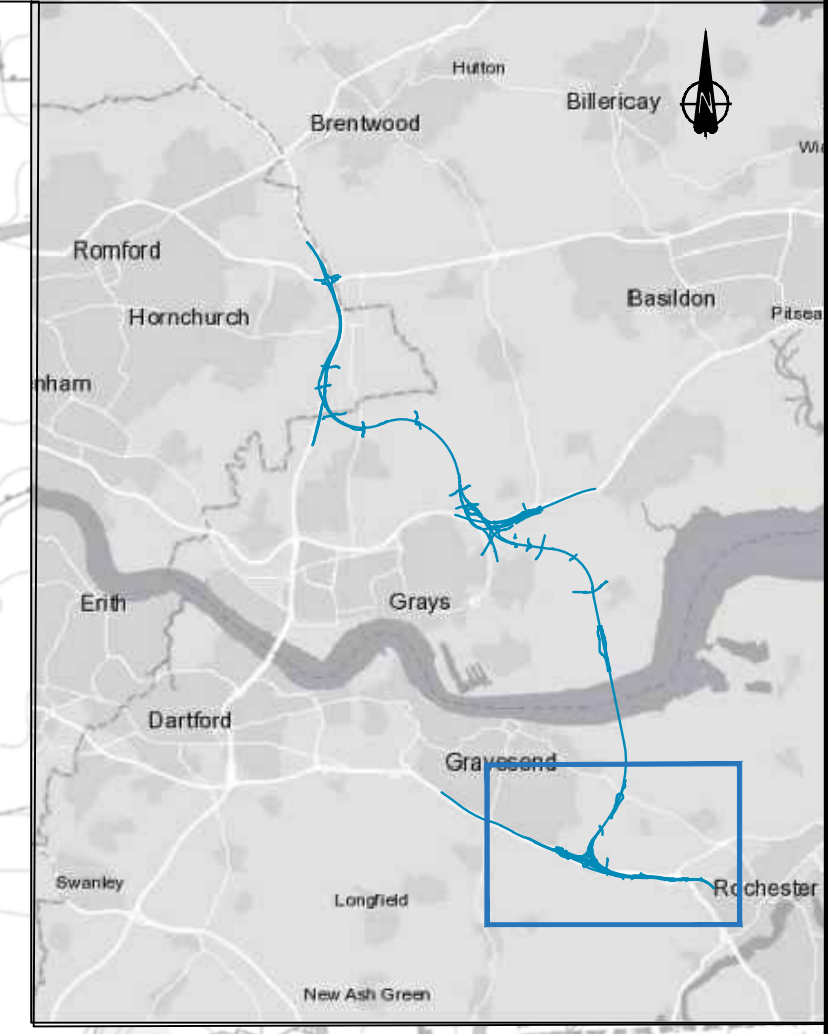 Hutton
Billericay
N
Brentwood
Romford
Basildon
Hornchurch
Pitsea
nham
Erith
Grays
Dartford
Gravesend
Swanley
Rochester
Longfield
New Ash Green